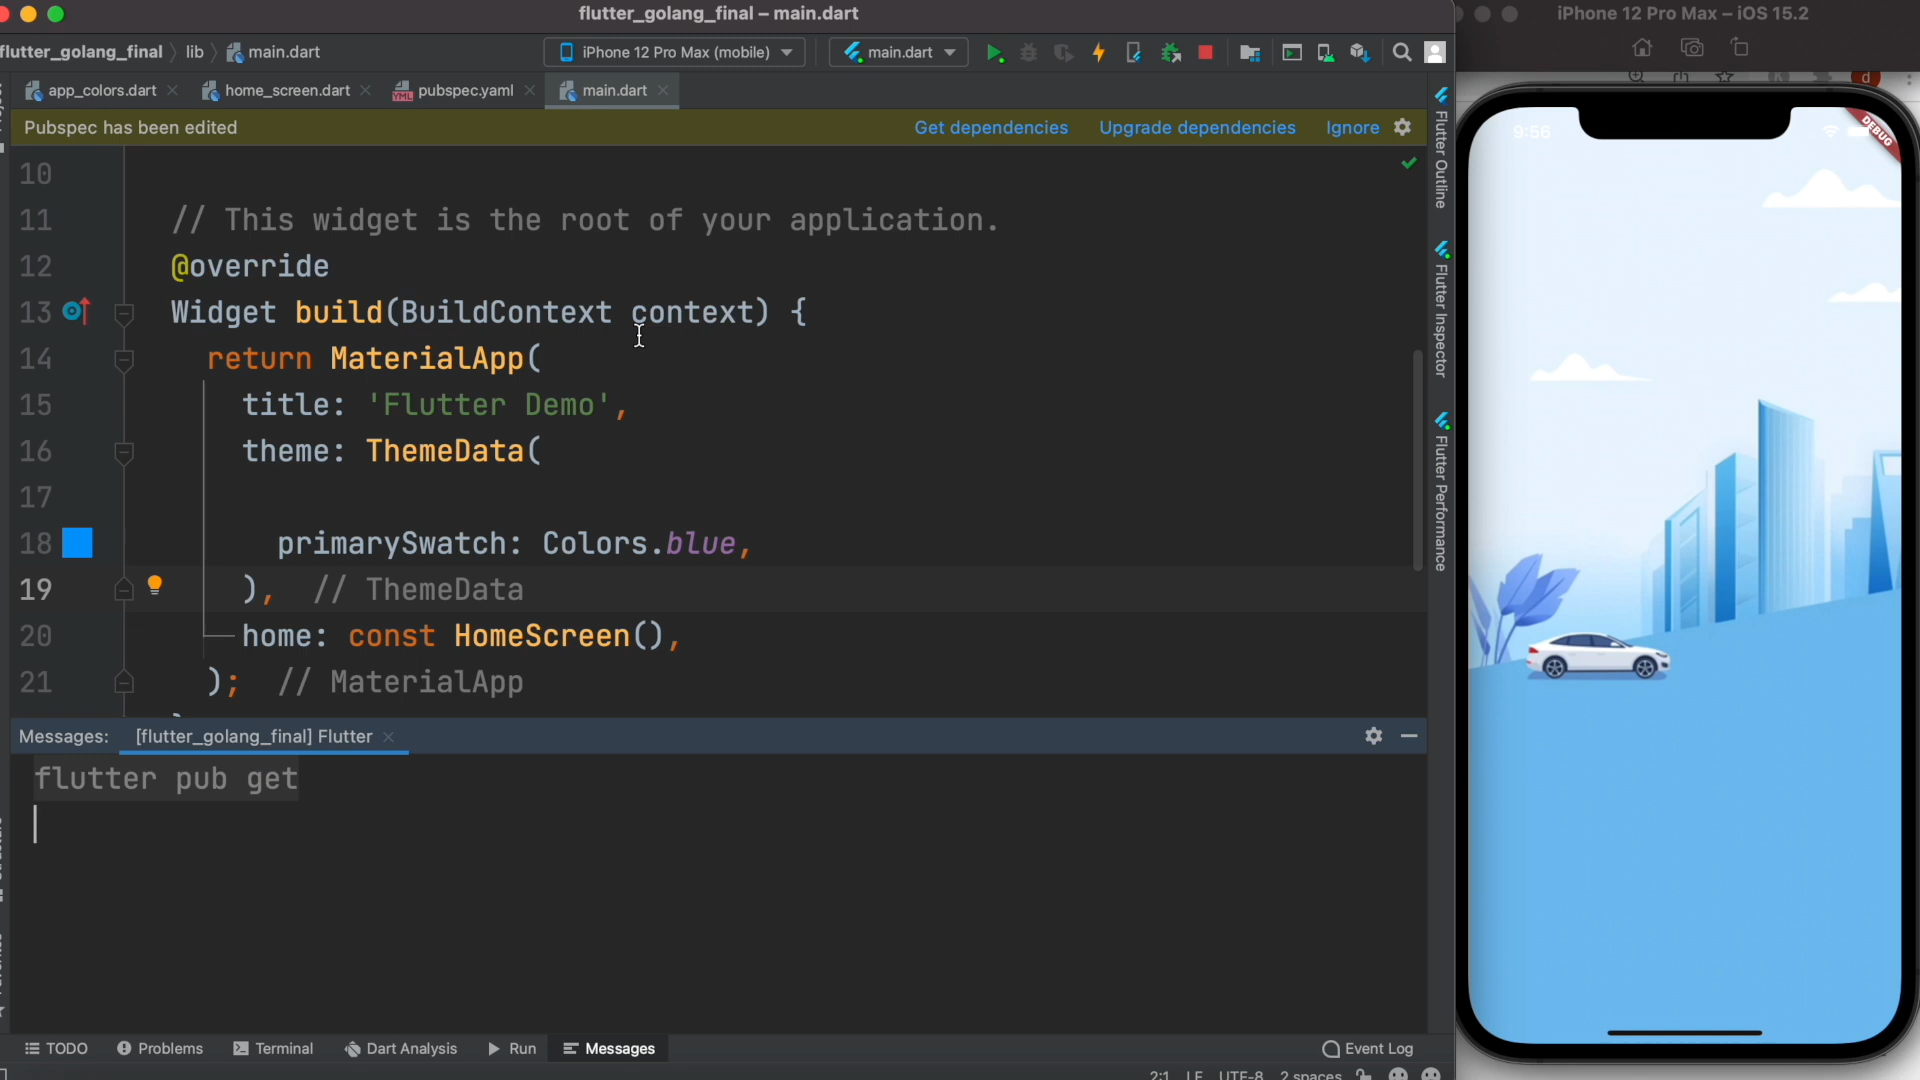 flutter_golang_final – main.dart
flutter_golang_final
lib
main.dart
iPhone 12 Pro Max (mobile)
main.dart
app_colors.dart
home_screen.dart
pubspec.yaml
main.dart
Pubspec has been edited
Get dependencies
Upgrade dependencies
Ignore
10
11 // This widget is the root of your application.
12 @override
13 Widget build(BuildContext context) {
14 return MaterialApp(
15 title: 'Flutter Demo',
16 theme: ThemeData(
17
18 primarySwatch: Colors.blue,
19 ), // ThemeData
20 home: const HomeScreen(),
21 ); // MaterialApp
Messages:
[flutter_golang_final] Flutter
flutter pub get
TODO
Problems
Terminal
Dart Analysis
Run
Messages
Event Log
2:1
LF
UTF-8
2 spaces
Flutter Outline
Flutter Inspector
Flutter Performance
iPhone 12 Pro Max – iOS 15.2
d
9:56
DEBUG